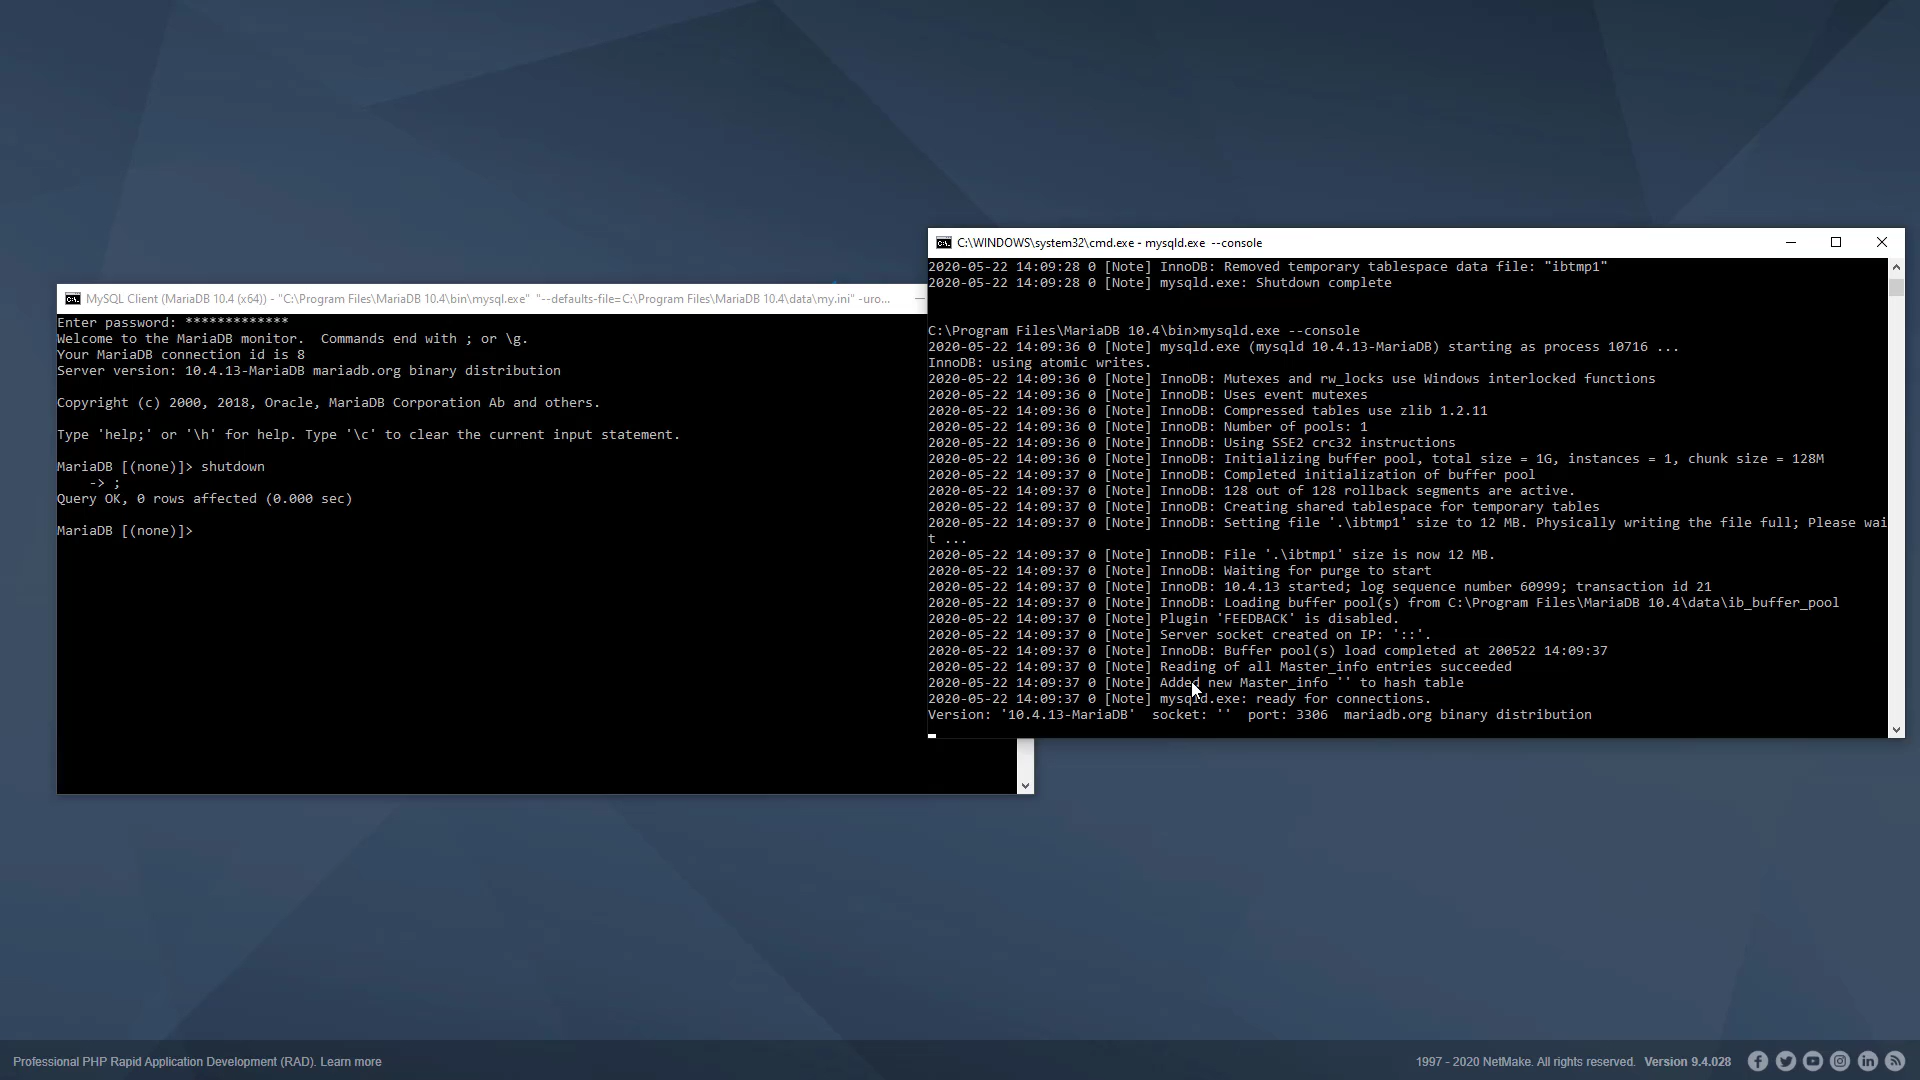 MySQL Client (MariaDB 10.4 (x64)) - "C:\Program Files\MariaDB 10.4\bin\mysql.exe" "--defaults-file=C:\Program Files\MariaDB 10.4\data\my.ini" -uro...
Enter password: *************
Welcome to the MariaDB monitor.  Commands end with ; or \g.
Your MariaDB connection id is 8
Server version: 10.4.13-MariaDB mariadb.org binary distribution
Copyright (c) 2000, 2018, Oracle, MariaDB Corporation Ab and others.
Type 'help;' or '\h' for help. Type '\c' to clear the current input statement.
MariaDB [(none)]> shutdown
    -> ;
Query OK, 0 rows affected (0.000 sec)
MariaDB [(none)]>
C:\WINDOWS\system32\cmd.exe - mysqld.exe  --console
2020-05-22 14:09:28 0 [Note] InnoDB: Removed temporary tablespace data file: "ibtmp1"
2020-05-22 14:09:28 0 [Note] mysqld.exe: Shutdown complete
C:\Program Files\MariaDB 10.4\bin>mysqld.exe --console
2020-05-22 14:09:36 0 [Note] mysqld.exe (mysqld 10.4.13-MariaDB) starting as process 10716 ...
InnoDB: using atomic writes.
2020-05-22 14:09:36 0 [Note] InnoDB: Mutexes and rw_locks use Windows interlocked functions
2020-05-22 14:09:36 0 [Note] InnoDB: Uses event mutexes
2020-05-22 14:09:36 0 [Note] InnoDB: Compressed tables use zlib 1.2.11
2020-05-22 14:09:36 0 [Note] InnoDB: Number of pools: 1
2020-05-22 14:09:36 0 [Note] InnoDB: Using SSE2 crc32 instructions
2020-05-22 14:09:36 0 [Note] InnoDB: Initializing buffer pool, total size = 1G, instances = 1, chunk size = 128M
2020-05-22 14:09:36 0 [Note] InnoDB: Completed initialization of buffer pool
2020-05-22 14:09:36 0 [Note] InnoDB: 128 out of 128 rollback segments are active.
2020-05-22 14:09:36 0 [Note] InnoDB: Creating shared tablespace for temporary tables
2020-05-22 14:09:36 0 [Note] InnoDB: Setting file '.\ibtmp1' size to 12 MB. Physically writing the file full; Please wai
t ...
2020-05-22 14:09:37 0 [Note] InnoDB: File '.\ibtmp1' size is now 12 MB.
2020-05-22 14:09:37 0 [Note] InnoDB: Waiting for purge to start
2020-05-22 14:09:37 0 [Note] InnoDB: 10.4.13 started; log sequence number 60999; transaction id 21
2020-05-22 14:09:37 0 [Note] InnoDB: Loading buffer pool(s) from C:\Program Files\MariaDB 10.4\data\ib_buffer_pool
2020-05-22 14:09:37 0 [Note] Plugin 'FEEDBACK' is disabled.
2020-05-22 14:09:37 0 [Note] Server socket created on IP: '::'.
2020-05-22 14:09:37 0 [Note] InnoDB: Buffer pool(s) load completed at 200522 14:09:37
2020-05-22 14:09:37 0 [Note] Reading of all Master_info entries succeeded
2020-05-22 14:09:37 0 [Note] Added new Master_info '' to hash table
2020-05-22 14:09:37 0 [Note] mysqld.exe: ready for connections.
Version: '10.4.13-MariaDB'  socket: ''  port: 3306  mariadb.org binary distribution
Professional PHP Rapid Application Development (RAD). Learn more
1997 - 2020 NetMake. All rights reserved. Version 9.4.028